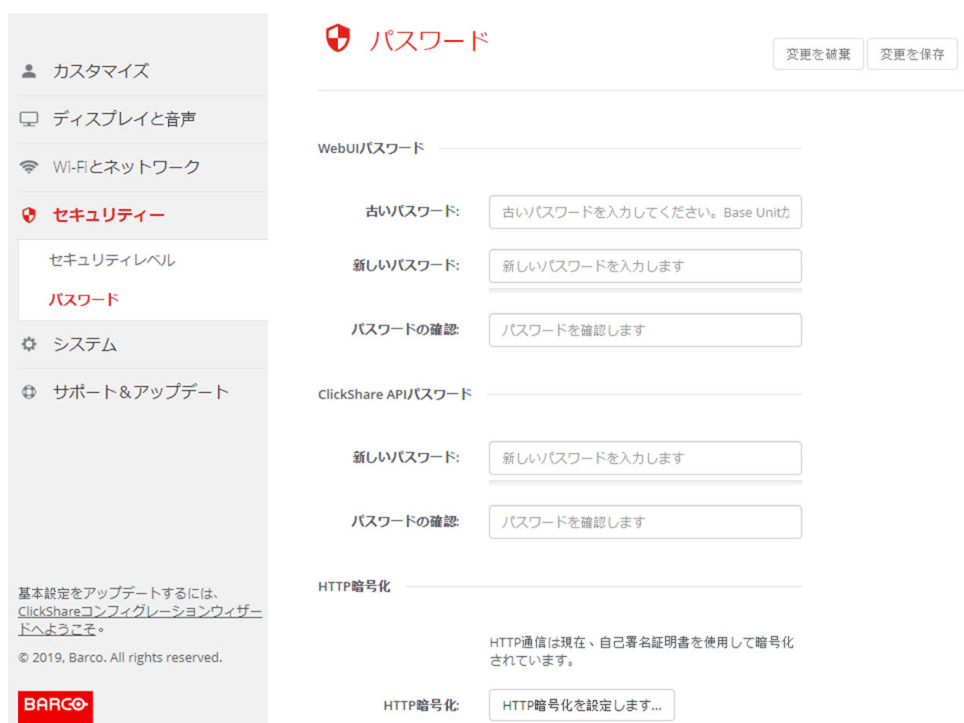 カスタマイズ
ディスプレイと音声
Wi-Fiとネットワーク
セキュリティー
セキュリティレベル
パスワード
システム
サポート＆アップデート
基本設定をアップデートするには、
ClickShareコンフィグレーションウィザー
ドへようこそ。
© 2019, Barco. All rights reserved.
BARCO
パスワード
変更を破棄
変更を保存
WebUIパスワード
古いパスワード:
古いパスワードを入力してください。Base Unitか
新しいパスワード:
新しいパスワードを入力します
パスワードの確認:
パスワードを確認します
ClickShare APIパスワード
新しいパスワード:
新しいパスワードを入力します
パスワードの確認:
パスワードを確認します
HTTP暗号化
HTTP通信は現在、自己署名証明書を使用して暗号化
されています。
HTTP暗号化:
HTTP暗号化を設定します...